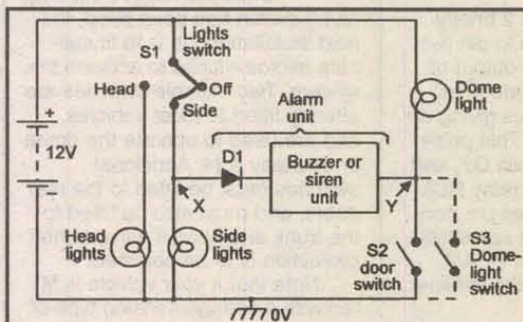 S1
Lights
switch
Head
Off
Side
Alarm
unit
Dome
light
+
12V
D1
Buzzer or
siren unit
X
Y
Head
lights
Side
lights
S2
door
switch
S3
Dome-
light switch
0V